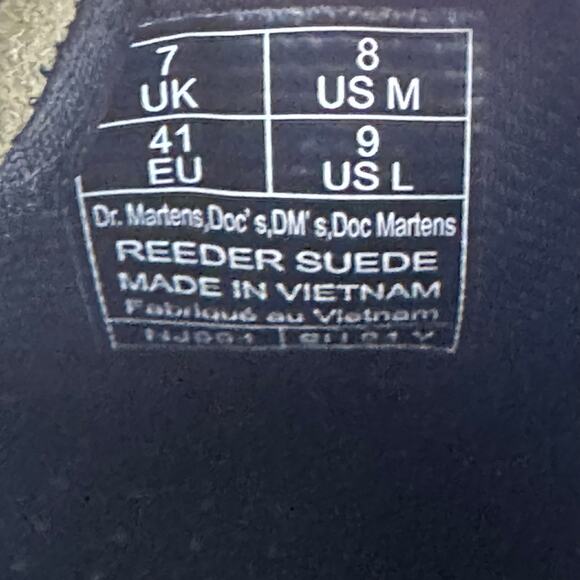 7 8
UK US M
41 9
EU US L
Dr. Martens,Doc's,DM's,Doc Martens
REEDER SUEDE
MADE IN VIETNAM
Fabriqué au Vietnam